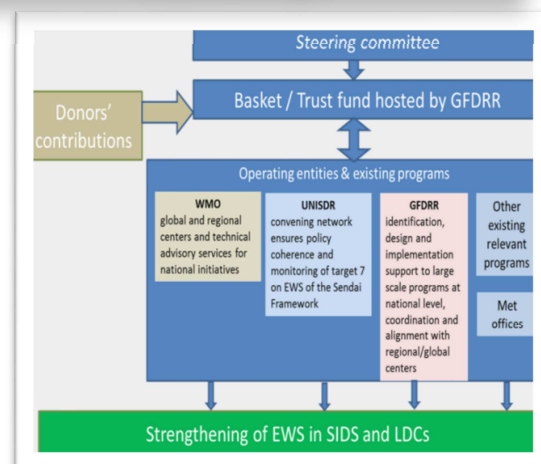 Steering committee
Donors'
contributions
Basket / Trust fund hosted by GFDRR
Operating entities & existing programs
WMO
global and regional
centers and technical
advisory services for
national initiatives
UNISDR
convening network
ensures policy
coherence and
monitoring of target 7
on EWS of the Sendai
Framework
GFDRR
identification,
design and
implementation
support to large
scale programs at
national level,
coordination and
alignment with
regional/global
centers
Other
existing
relevant
programs
Met
offices
Strengthening of EWS in SIDS and LDCs